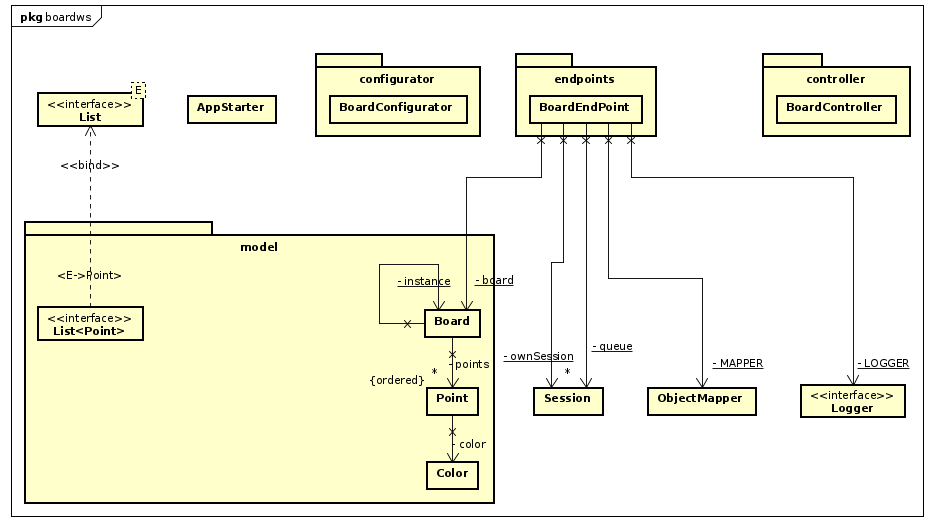 pkg boardws
E
<<interface>>
List
AppStarter
configurator
BoardConfigurator
endpoints
BoardEndPoint
controller
BoardController
<<bind>>
model
<E->Point>
<<interface>>
List<Point>
- instance
- board
Board
- points
*
{ordered}
Point
- color
Color
- ownSession
*
- queue
Session
- MAPPER
ObjectMapper
- LOGGER
<<interface>>
Logger